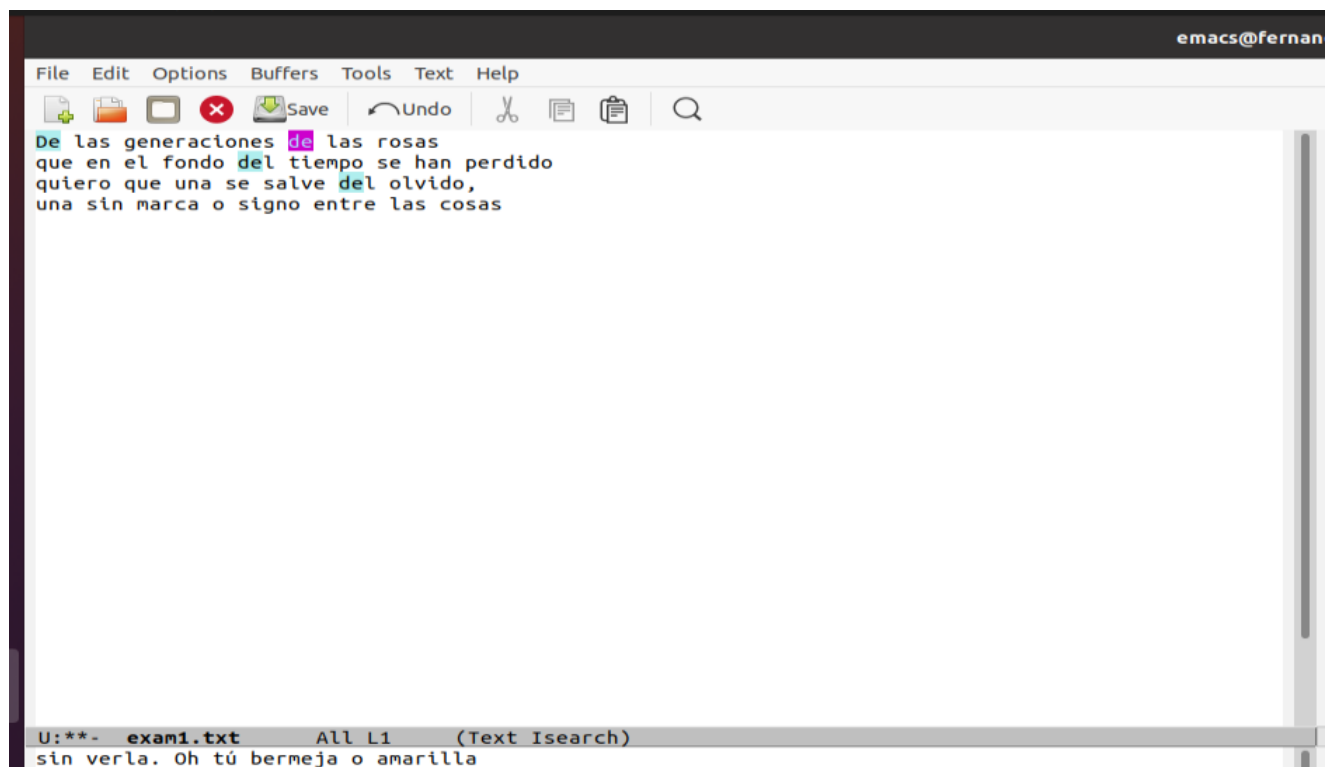 emacs@fernan
File Edit Options Buffers Tools Text Help
Save Undo
De las generaciones de las rosas
que en el fondo del tiempo se han perdido
quiero que una se salve del olvido,
una sin marca o signo entre las cosas
U:**- exam1.txt All L1 (Text Isearch)
sin verla. Oh tú bermeja o amarilla